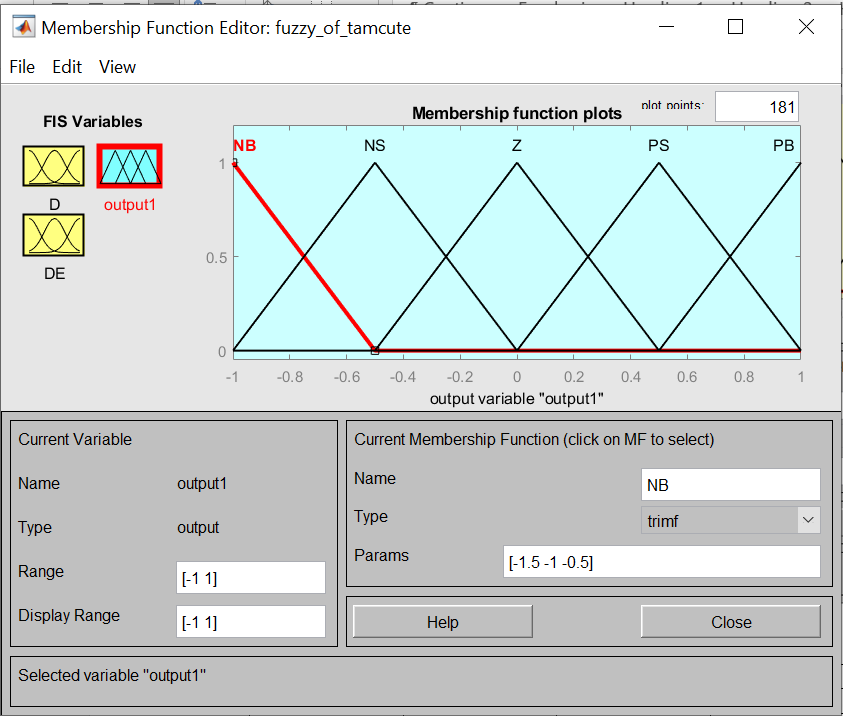 Membership Function Editor: fuzzy_of_tamcute
File Edit View
FIS Variables
D
output1
DE
Membership function plots
plot points:
181
NB NS Z PS PB
1
0.5
0
-1 -0.8 -0.6 -0.4 -0.2 0 0.2 0.4 0.6 0.8 1
output variable "output1"
Current Variable
Name output1
Type output
Range [-1 1]
Display Range [-1 1]
Current Membership Function (click on MF to select)
Name NB
Type trimf
Params [-1.5 -1 -0.5]
Help Close
Selected variable "output1"